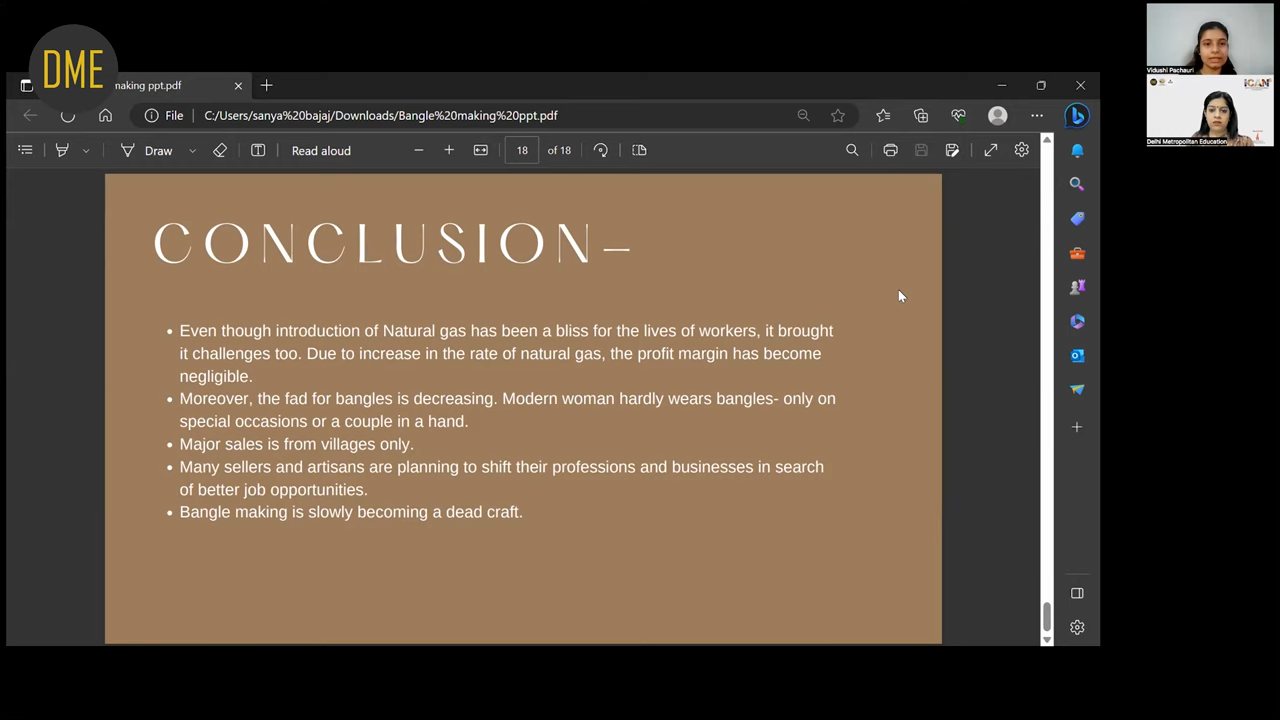 DME
making ppt.pdf
File
C:/Users/sanya%20bajaj/Downloads/Bangle%20making%20ppt.pdf
Draw
Read aloud
18
of 18
CONCLUSION–
• Even though introduction of Natural gas has been a bliss for the lives of workers, it brought
it challenges too. Due to increase in the rate of natural gas, the profit margin has become
negligible.
• Moreover, the fad for bangles is decreasing. Modern woman hardly wears bangles- only on
special occasions or a couple in a hand.
• Major sales is from villages only.
• Many sellers and artisans are planning to shift their professions and businesses in search
of better job opportunities.
• Bangle making is slowly becoming a dead craft.
Vidushi Pachauri
iCAN
Delhi Metropolitan Education